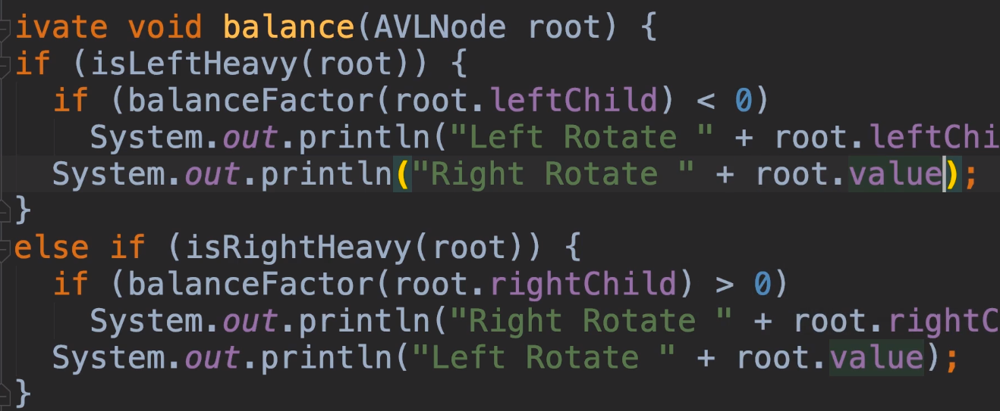 ivate void balance(AVLNode root) {
if (isLeftHeavy(root)) {
if (balanceFactor(root.leftChild) < 0)
System.out.println("Left Rotate " + root.leftChi
System.out.println("Right Rotate " + root.value);
}
else if (isRightHeavy(root)) {
if (balanceFactor(root.rightChild) > 0)
System.out.println("Right Rotate " + root.rightC
System.out.println("Left Rotate " + root.value);
}